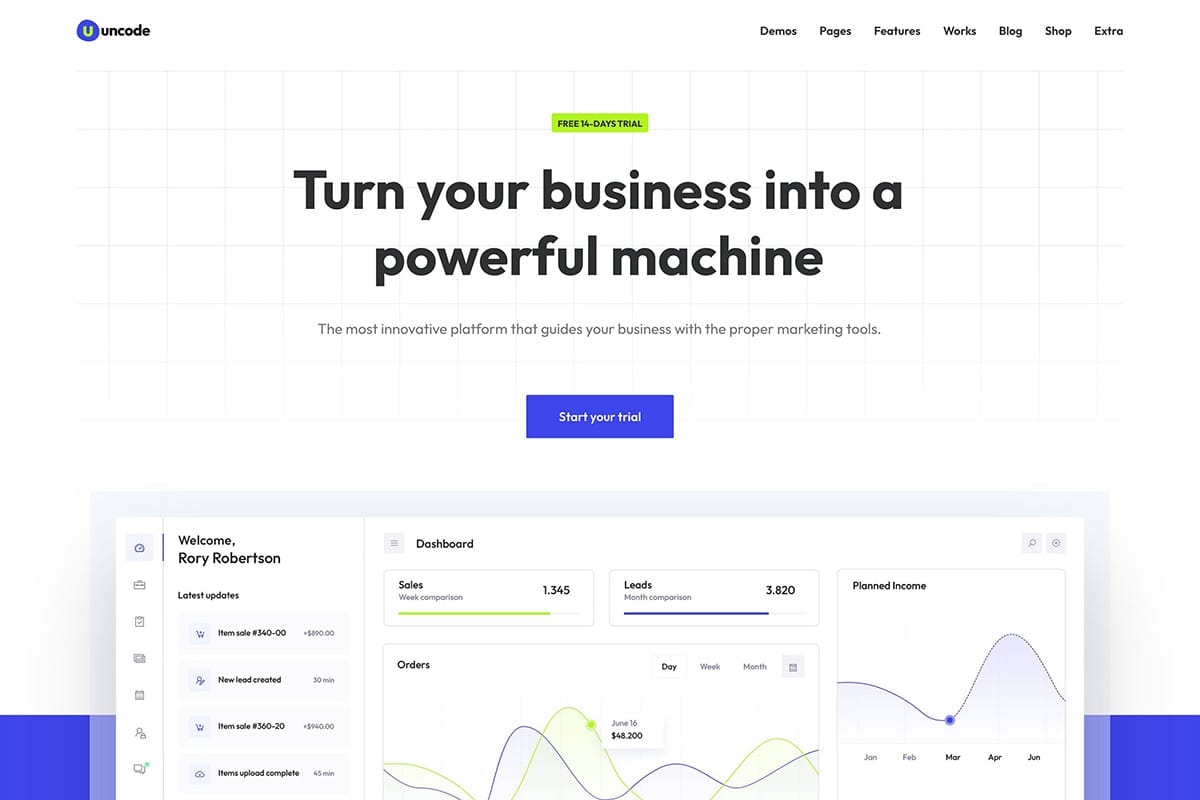 uncode
Demos Pages Features Works Blog Shop Extra
FREE 14-DAYS TRIAL
Turn your business into a
powerful machine
The most innovative platform that guides your business with the proper marketing tools.
Start your trial
Welcome,
Rory Robertson
Latest updates
Item sale #340-00 +$890.00
New lead created 30 min
Item sale #360-20 +$940.00
Items upload complete 45 min
Dashboard
Sales 1.345
Week comparison
Leads 3.820
Month comparison
Orders Day Week Month
June 16
$48.200
Planned Income
Jan Feb Mar Apr Jun